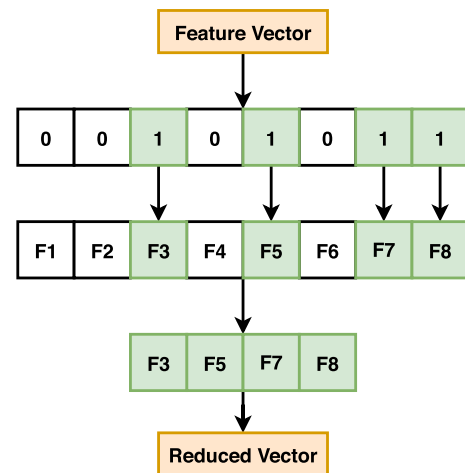 Feature Vector
0 0 1 0 1 0 1 1
F1 F2 F3 F4 F5 F6 F7 F8
F3 F5 F7 F8
Reduced Vector